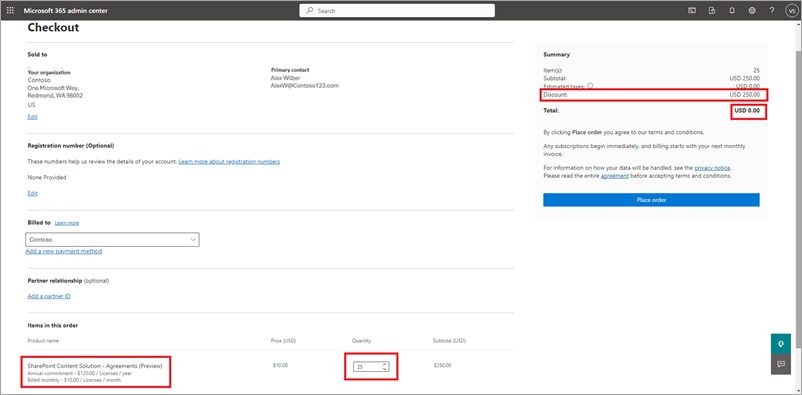 Microsoft 365 admin center
Search
VS
Checkout
Sold to
Your organization
Contoso
One Microsoft Way,
Redmond, WA 98052
US
Edit
Primary contact
Alex Wilber
AlexW@Contoso123.com
Registration number (Optional)
These numbers help us review the details of your account. Learn more about registration numbers
None Provided
Edit
Billed to Learn more
Contoso
Add a new payment method
Partner relationship (optional)
Add a partner ID
Items in this order
Product name Price (USD) Quantity Subtotal (USD)
SharePoint Content Solution - Agreements (Preview) $10.00 25 $250.00
Annual commitment - $120.00 / Licenses / year
Billed monthly - $10.00 / Licenses / month
Summary
Item(s): 25
Subtotal: USD 250.00
Estimated taxes: USD 0.00
Discount: USD 250.00
Total: USD 0.00
By clicking Place order you agree to our terms and conditions.
Any subscriptions begin immediately, and billing starts with your next monthly
invoice.
For information on how your data will be handled, see the privacy notice.
Please read the entire agreement before accepting terms and conditions.
Place order